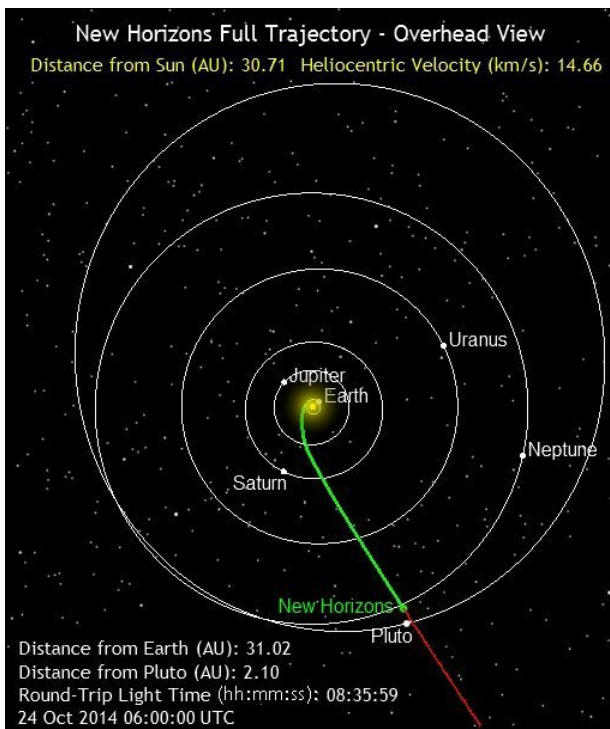 New Horizons Full Trajectory - Overhead View
Distance from Sun (AU): 30.71 Heliocentric Velocity (km/s): 14.66
Uranus
Jupiter
Earth
Neptune
Saturn
New Horizons
Pluto
Distance from Earth (AU): 31.02
Distance from Pluto (AU): 2.10
Round-Trip Light Time (hh:mm:ss): 08:35:59
24 Oct 2014 06:00:00 UTC